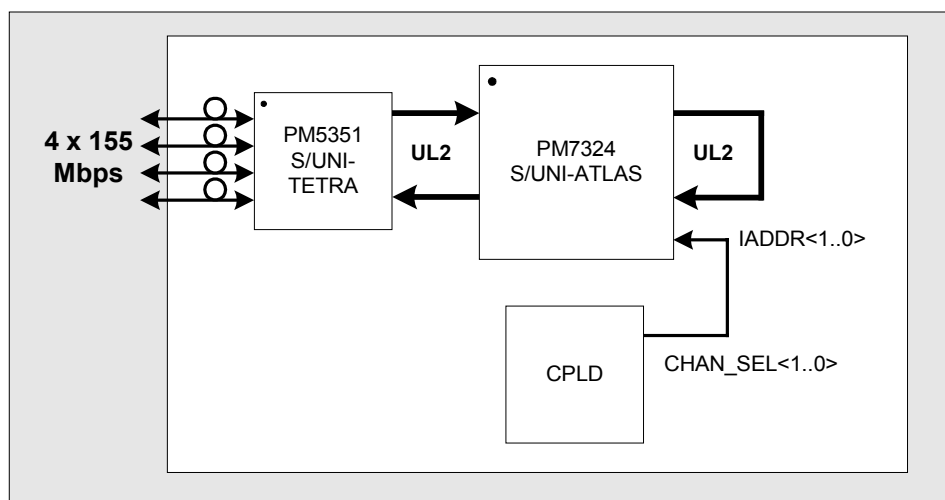 4 x 155
Mbps
PM5351
S/UNI-
TETRA
UL2
PM7324
S/UNI-ATLAS
UL2
IADDR<1..0>
CPLD
CHAN_SEL<1..0>